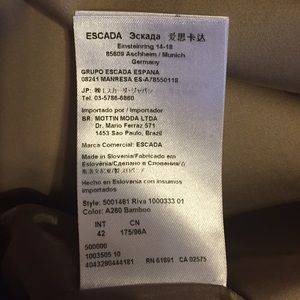 ESCADA Эскада 爱思卡达
Einsteinring 14-18
85609 Aschheim / Munich
Germany
GRUPO ESCADA ESPANA
08241 MANRESA ES-A78550118
JP:
Tel. 03-5786-6860
Importado por / Importador
BR: MOTTIN MODA LTDA
Dr. Mario Ferraz 571
1453 Sao Paulo, Brazil
Marca Comercial: ESCADA
Made in Slovenia/Fabricado em
Eslovenia/Сделано в Словении/
Hecho en Eslovenia con insumos
importados
Style: 5001461 Riva 1000333 01
Color: A260 Bamboo
INT CN
42 175/96A
500000
1003505 10
4043290444181 RN 61891 CA 02575